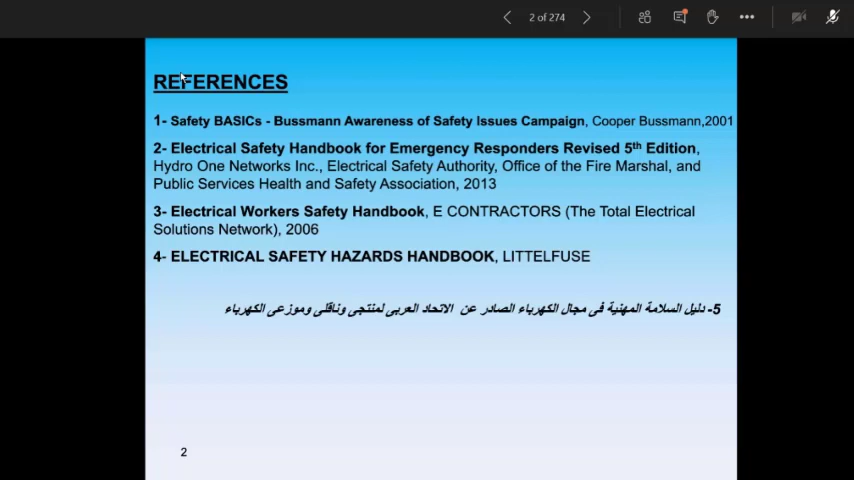 2 of 274
REFERENCES
1- Safety BASICs - Bussmann Awareness of Safety Issues Campaign, Cooper Bussmann,2001
2- Electrical Safety Handbook for Emergency Responders Revised 5th Edition,
Hydro One Networks Inc., Electrical Safety Authority, Office of the Fire Marshal, and
Public Services Health and Safety Association, 2013
3- Electrical Workers Safety Handbook, E CONTRACTORS (The Total Electrical
Solutions Network), 2006
4- ELECTRICAL SAFETY HAZARDS HANDBOOK, LITTELFUSE
5- دليل السلامة المهنية فى مجال الكهرباء الصادر عن الاتحاد العربى لمنتجى وناقلى وموزعى الكهرباء
2